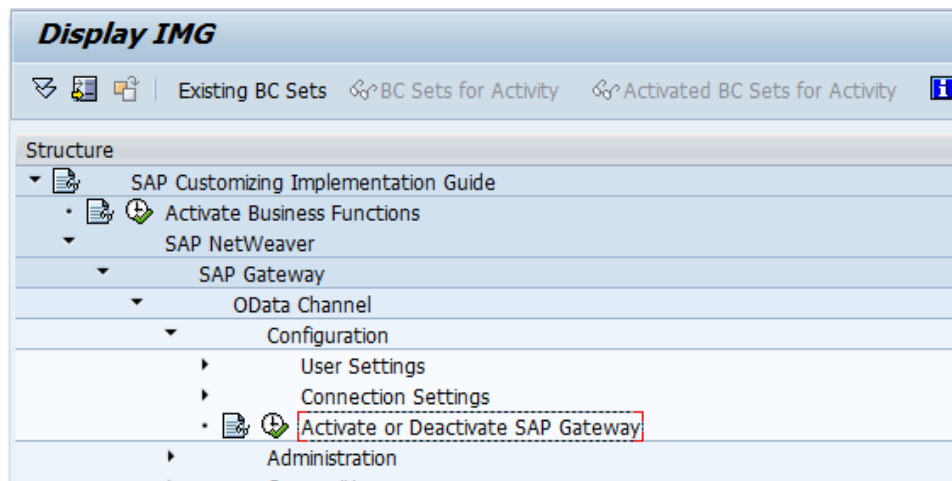 Display IMG
Existing BC Sets BC Sets for Activity Activated BC Sets for Activity
Structure
SAP Customizing Implementation Guide
Activate Business Functions
SAP NetWeaver
SAP Gateway
OData Channel
Configuration
User Settings
Connection Settings
Activate or Deactivate SAP Gateway
Administration